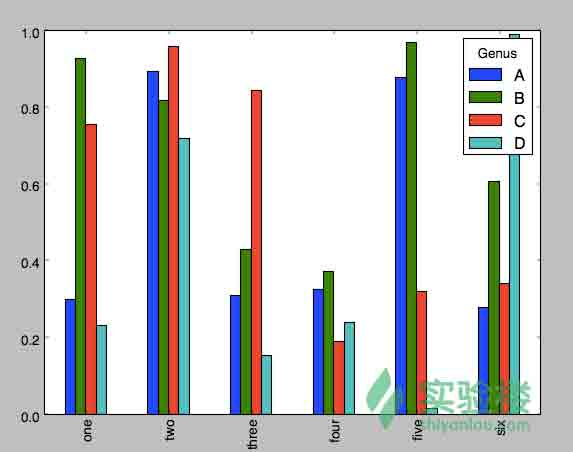 1.0
0.8
0.6
0.4
0.2
0.0
Genus
A
B
C
D
one
two
three
four
five
six
实验楼
shiyanlou.com